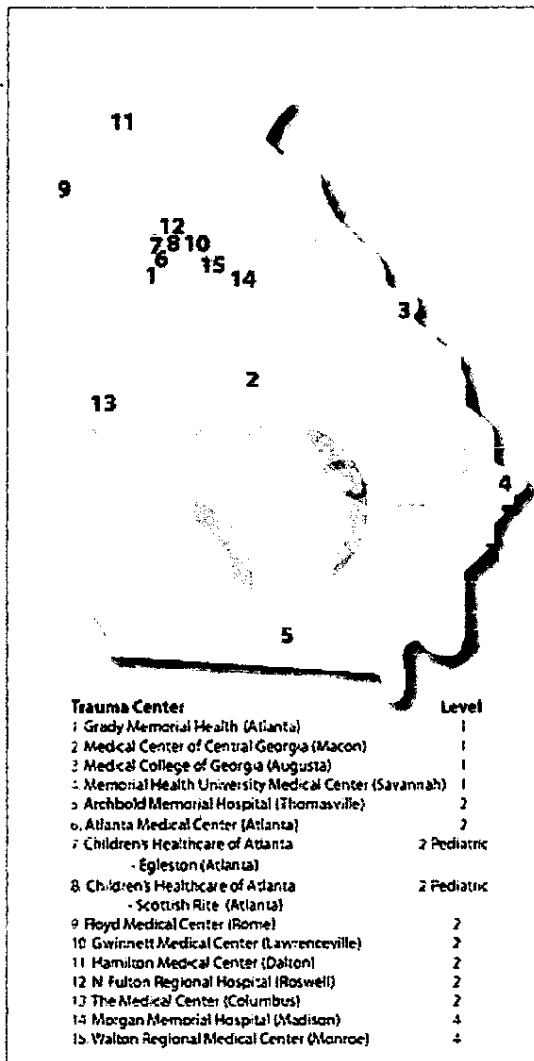 11
9
12
7 8 10
6
15
1
14
3
2
13
4
5
Trauma Center Level
1 Grady Memorial Health (Atlanta) 1
2 Medical Center of Central Georgia (Macon) 1
3 Medical College of Georgia (Augusta) 1
4 Memorial Health University Medical Center (Savannah) 1
5 Archbold Memorial Hospital (Thomasville) 2
6. Atlanta Medical Center (Atlanta) 2
7 Children's Healthcare of Atlanta 2 Pediatric
- Egleston (Atlanta)
8. Children's Healthcare of Atlanta 2 Pediatric
- Scottish Rite (Atlanta)
9 Floyd Medical Center (Rome) 2
10 Gwinnett Medical Center (Lawrenceville) 2
11 Hamilton Medical Center (Dalton) 2
12 N Fulton Regional Hospital (Roswell) 2
13 The Medical Center (Columbus) 2
14 Morgan Memorial Hospital (Madison) 4
15. Walton Regional Medical Center (Monroe) 4